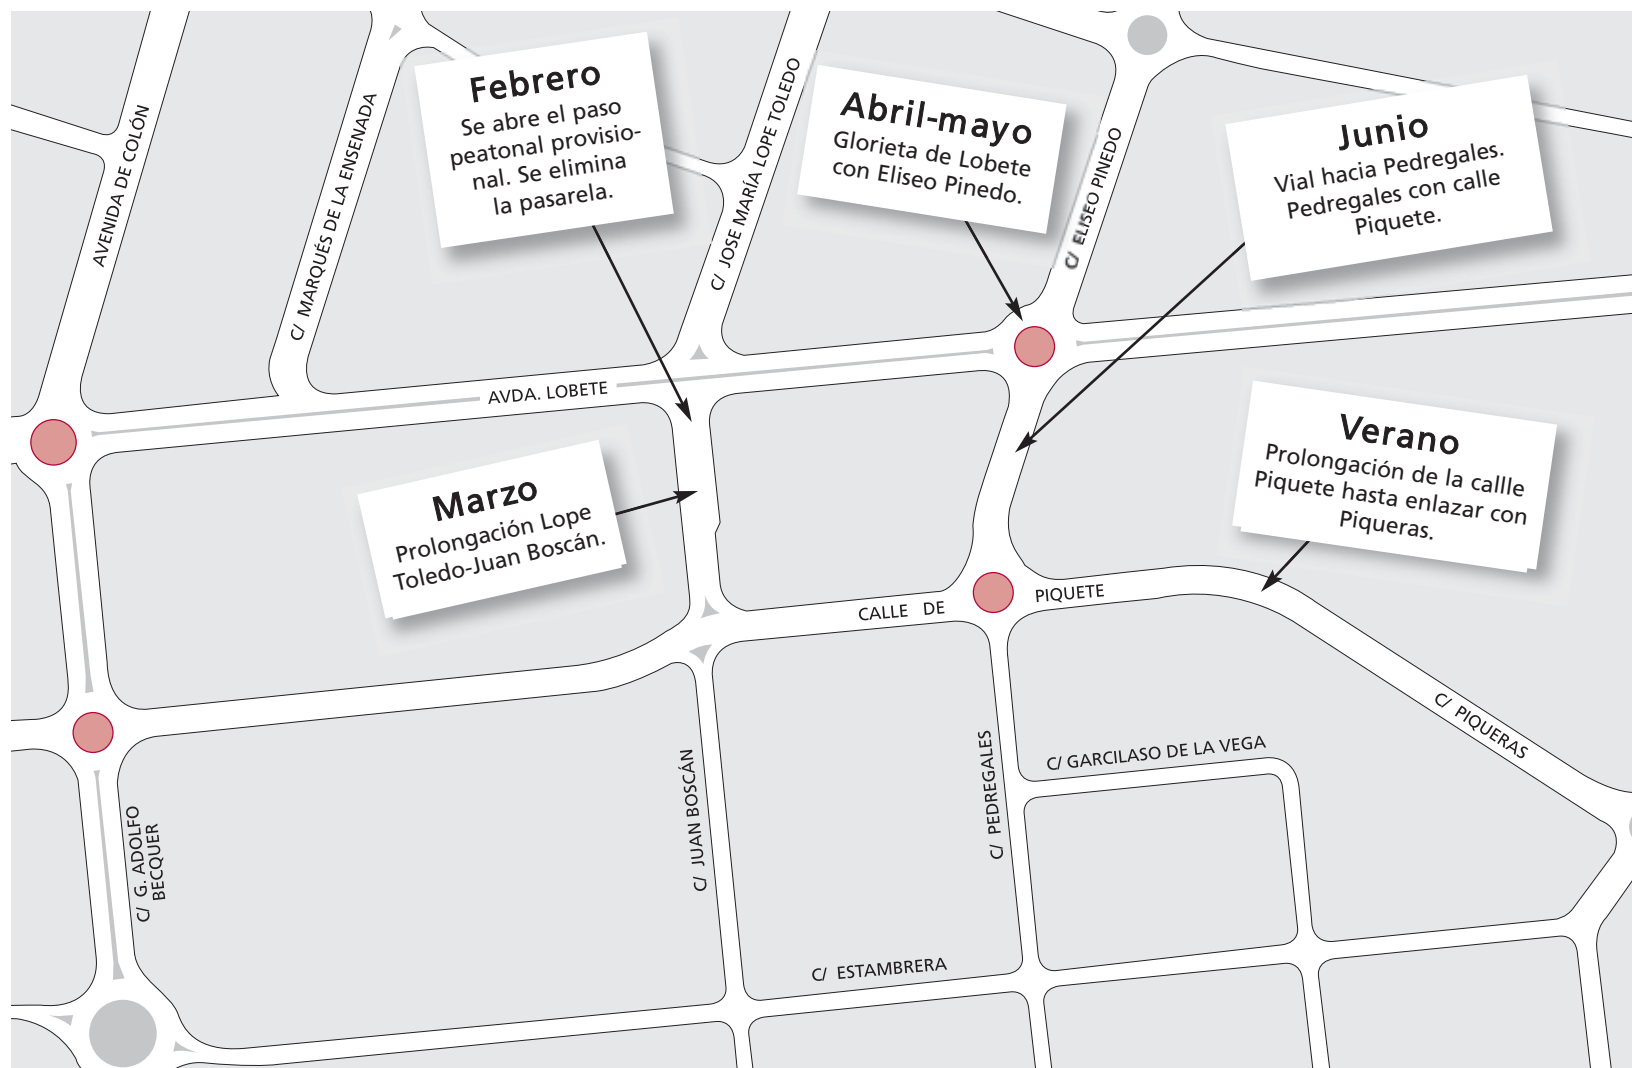 Febrero
Se abre el paso
peatonal provisio-
nal. Se elimina
la pasarela.
Abril-mayo
Glorieta de Lobete
con Eliseo Pinedo.
Junio
Vial hacia Pedregales.
Pedregales con calle
Piquete.
Marzo
Prolongación Lope
Toledo-Juan Boscán.
Verano
Prolongación de la callle
Piquete hasta enlazar con
Piqueras.
AVENIDA DE COLÓN
C/ MARQUÉS DE LA ENSENADA
C/ JOSE MARÍA LOPE TOLEDO
C/ ELISEO PINEDO
AVDA. LOBETE
CALLE DE PIQUETE
C/ PIQUERAS
C/ GARCILASO DE LA VEGA
C/ PEDREGALES
C/ JUAN BOSCÁN
C/ G. ADOLFO
BECQUER
C/ ESTAMBRERA